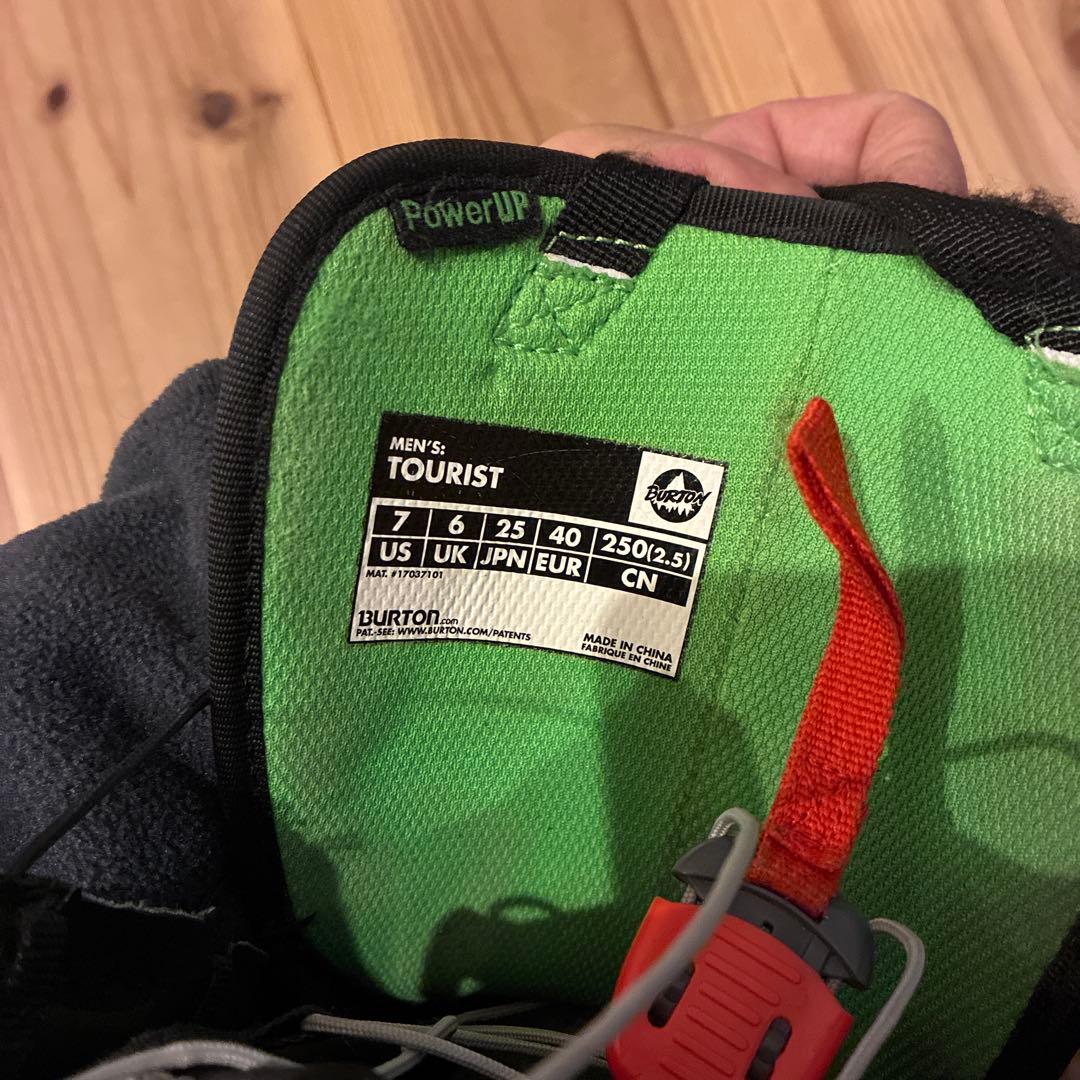 PowerUP
MEN'S:
TOURIST
BURTON
7 6 25 40 250(2.5)
US UK JPN EUR CN
MAT. #17037101
BURTON.com
PAT.-SEE: WWW.BURTON.COM/PATENTS
MADE IN CHINA
FABRIQUE EN CHINE